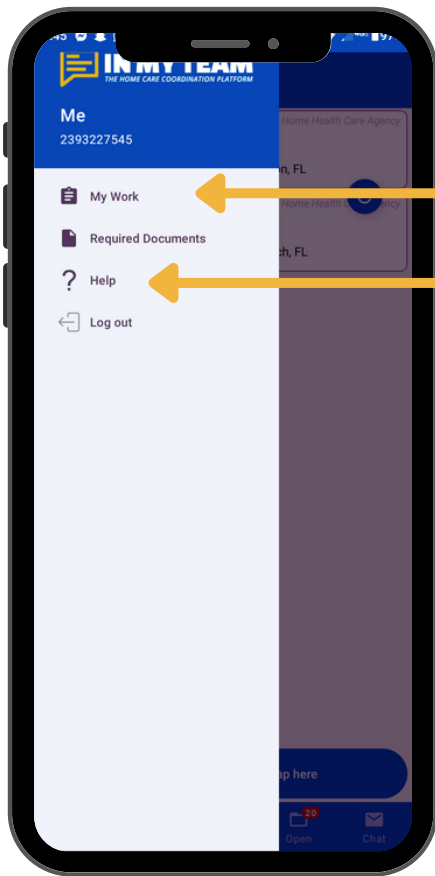 IN MY TEAM
THE HOME CARE COORDINATION PLATFORM
Me
2393227545
Home Health Care Agency
on, FL
My Work
Home Health
Required Documents
ch, FL
Help
Log out
ap here
20
Open
Chat